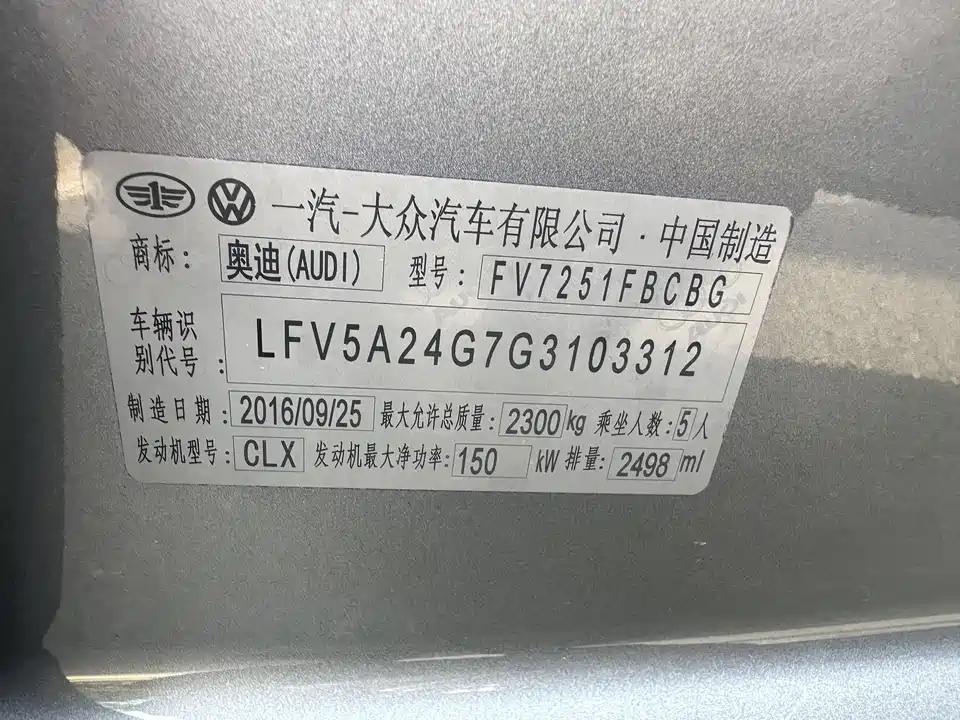 一汽-大众汽车有限公司·中国制造
商标: 奥迪(AUDI) 型号: FV7251FBCBG
车辆识别代号: LFV5A24G7G3103312
制造日期: 2016/09/25 最大允许总质量: 2300kg 乘坐人数: 5人
发动机型号: CLX 发动机最大净功率: 150 kW 排量: 2498 ml